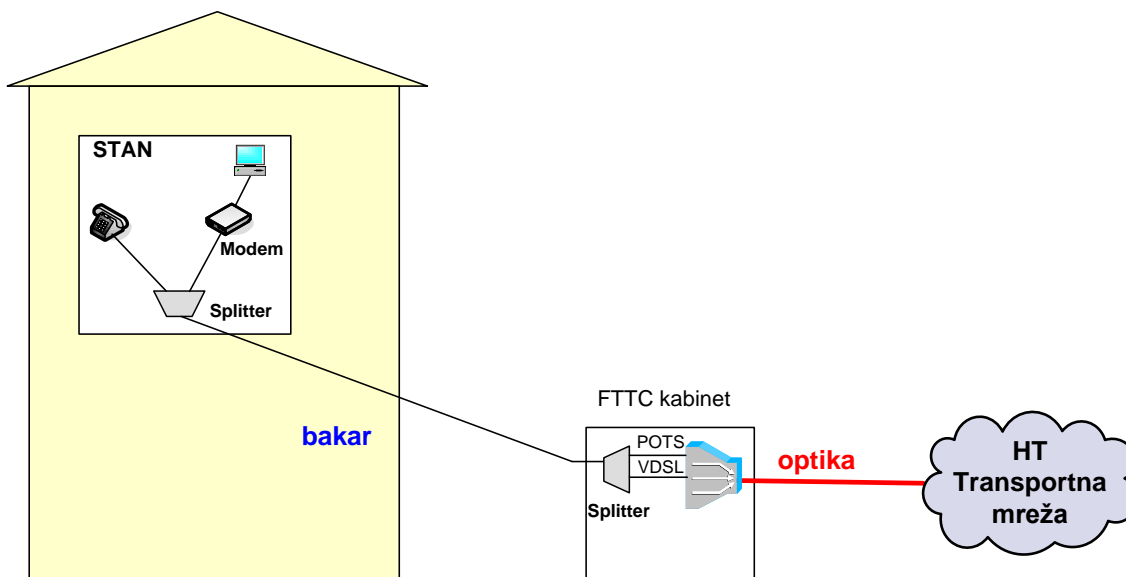 STAN
Modem
Splitter
bakar
FTTC kabinet
POTS
VDSL
Splitter
optika
HT
Transportna
mreža